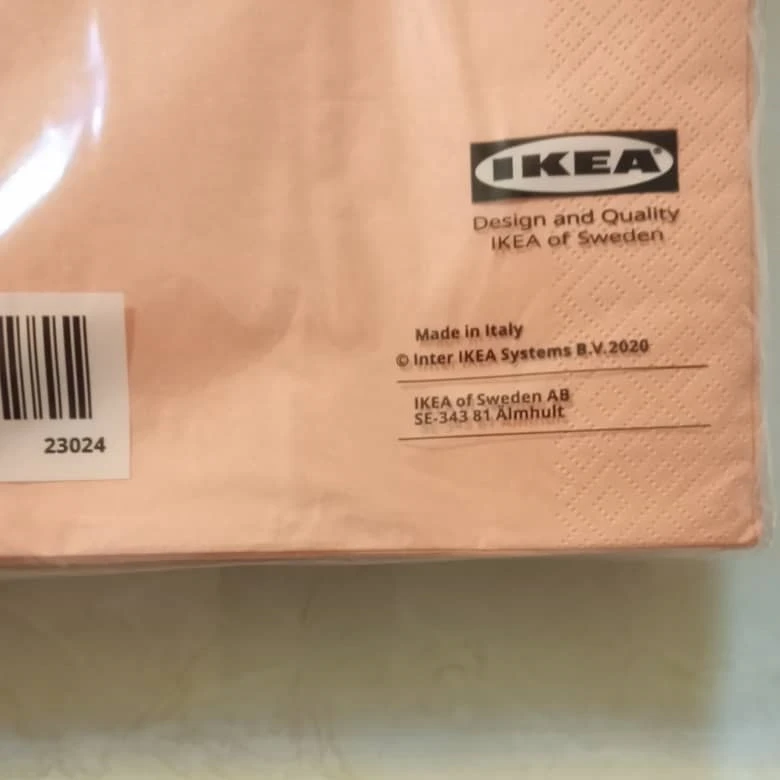 IKEA®
Design and Quality
IKEA of Sweden
Made in Italy
© Inter IKEA Systems B.V.2020
IKEA of Sweden AB
SE-343 81 Älmhult
23024